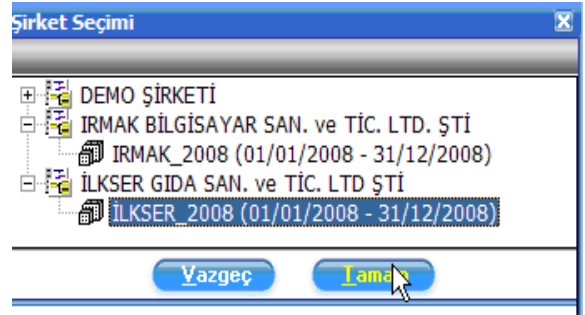 Şirket Seçimi
DEMO ŞİRKETİ
IRMAK BİLGİSAYAR SAN. ve TİC. LTD. ŞTİ
IRMAK_2008 (01/01/2008 - 31/12/2008)
İLKSER GIDA SAN. ve TİC. LTD ŞTİ
İLKSER_2008 (01/01/2008 - 31/12/2008)
Vazgeç Tamam